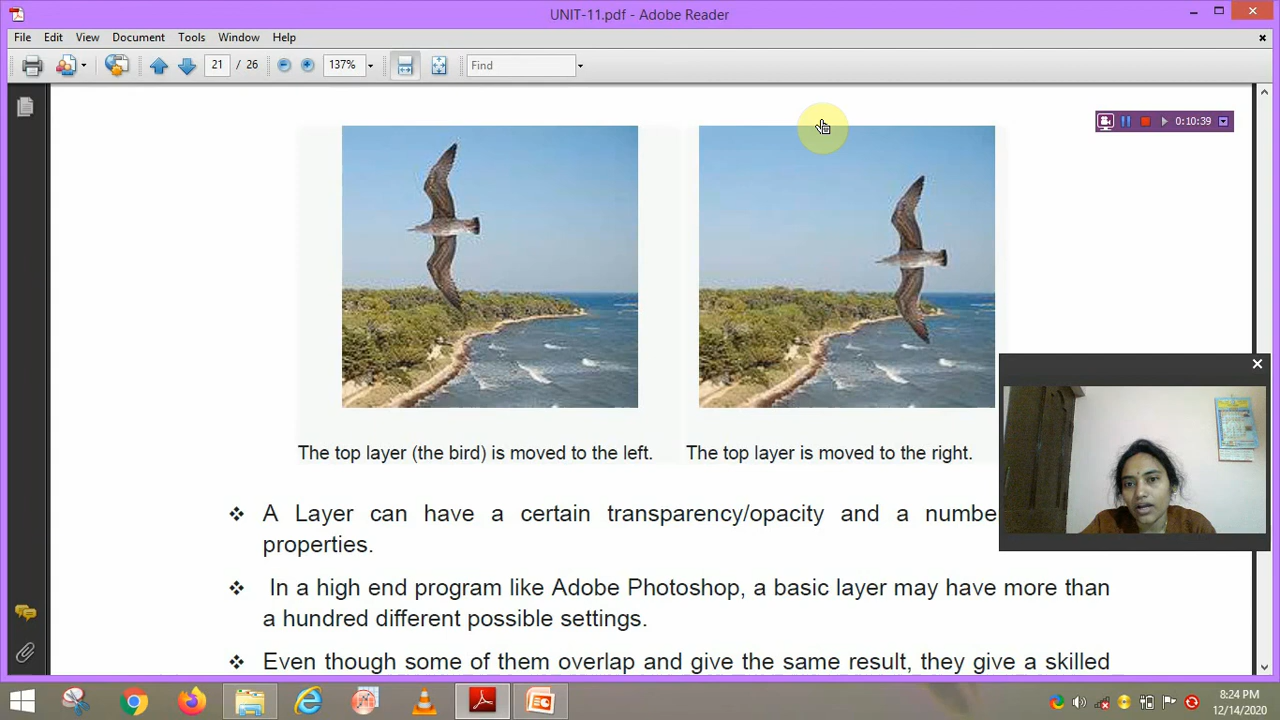 UNIT-11.pdf - Adobe Reader
File Edit View Document Tools Window Help
21 / 26 137% Find
0:10:39
The top layer (the bird) is moved to the left. The top layer is moved to the right.
❖ A Layer can have a certain transparency/opacity and a numbe
properties.
❖ In a high end program like Adobe Photoshop, a basic layer may have more than
a hundred different possible settings.
❖ Even though some of them overlap and give the same result, they give a skilled
8:24 PM
12/14/2020